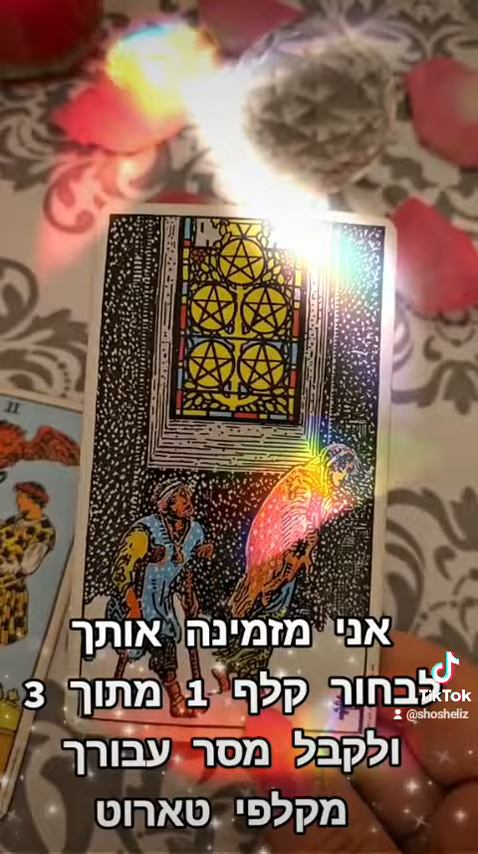 II
אני מזמינה אותך
לבחור קלף 1 מתוך 3
ולקבל מסר עבורך
מקלפי טארוט
TikTok
@shosheliz